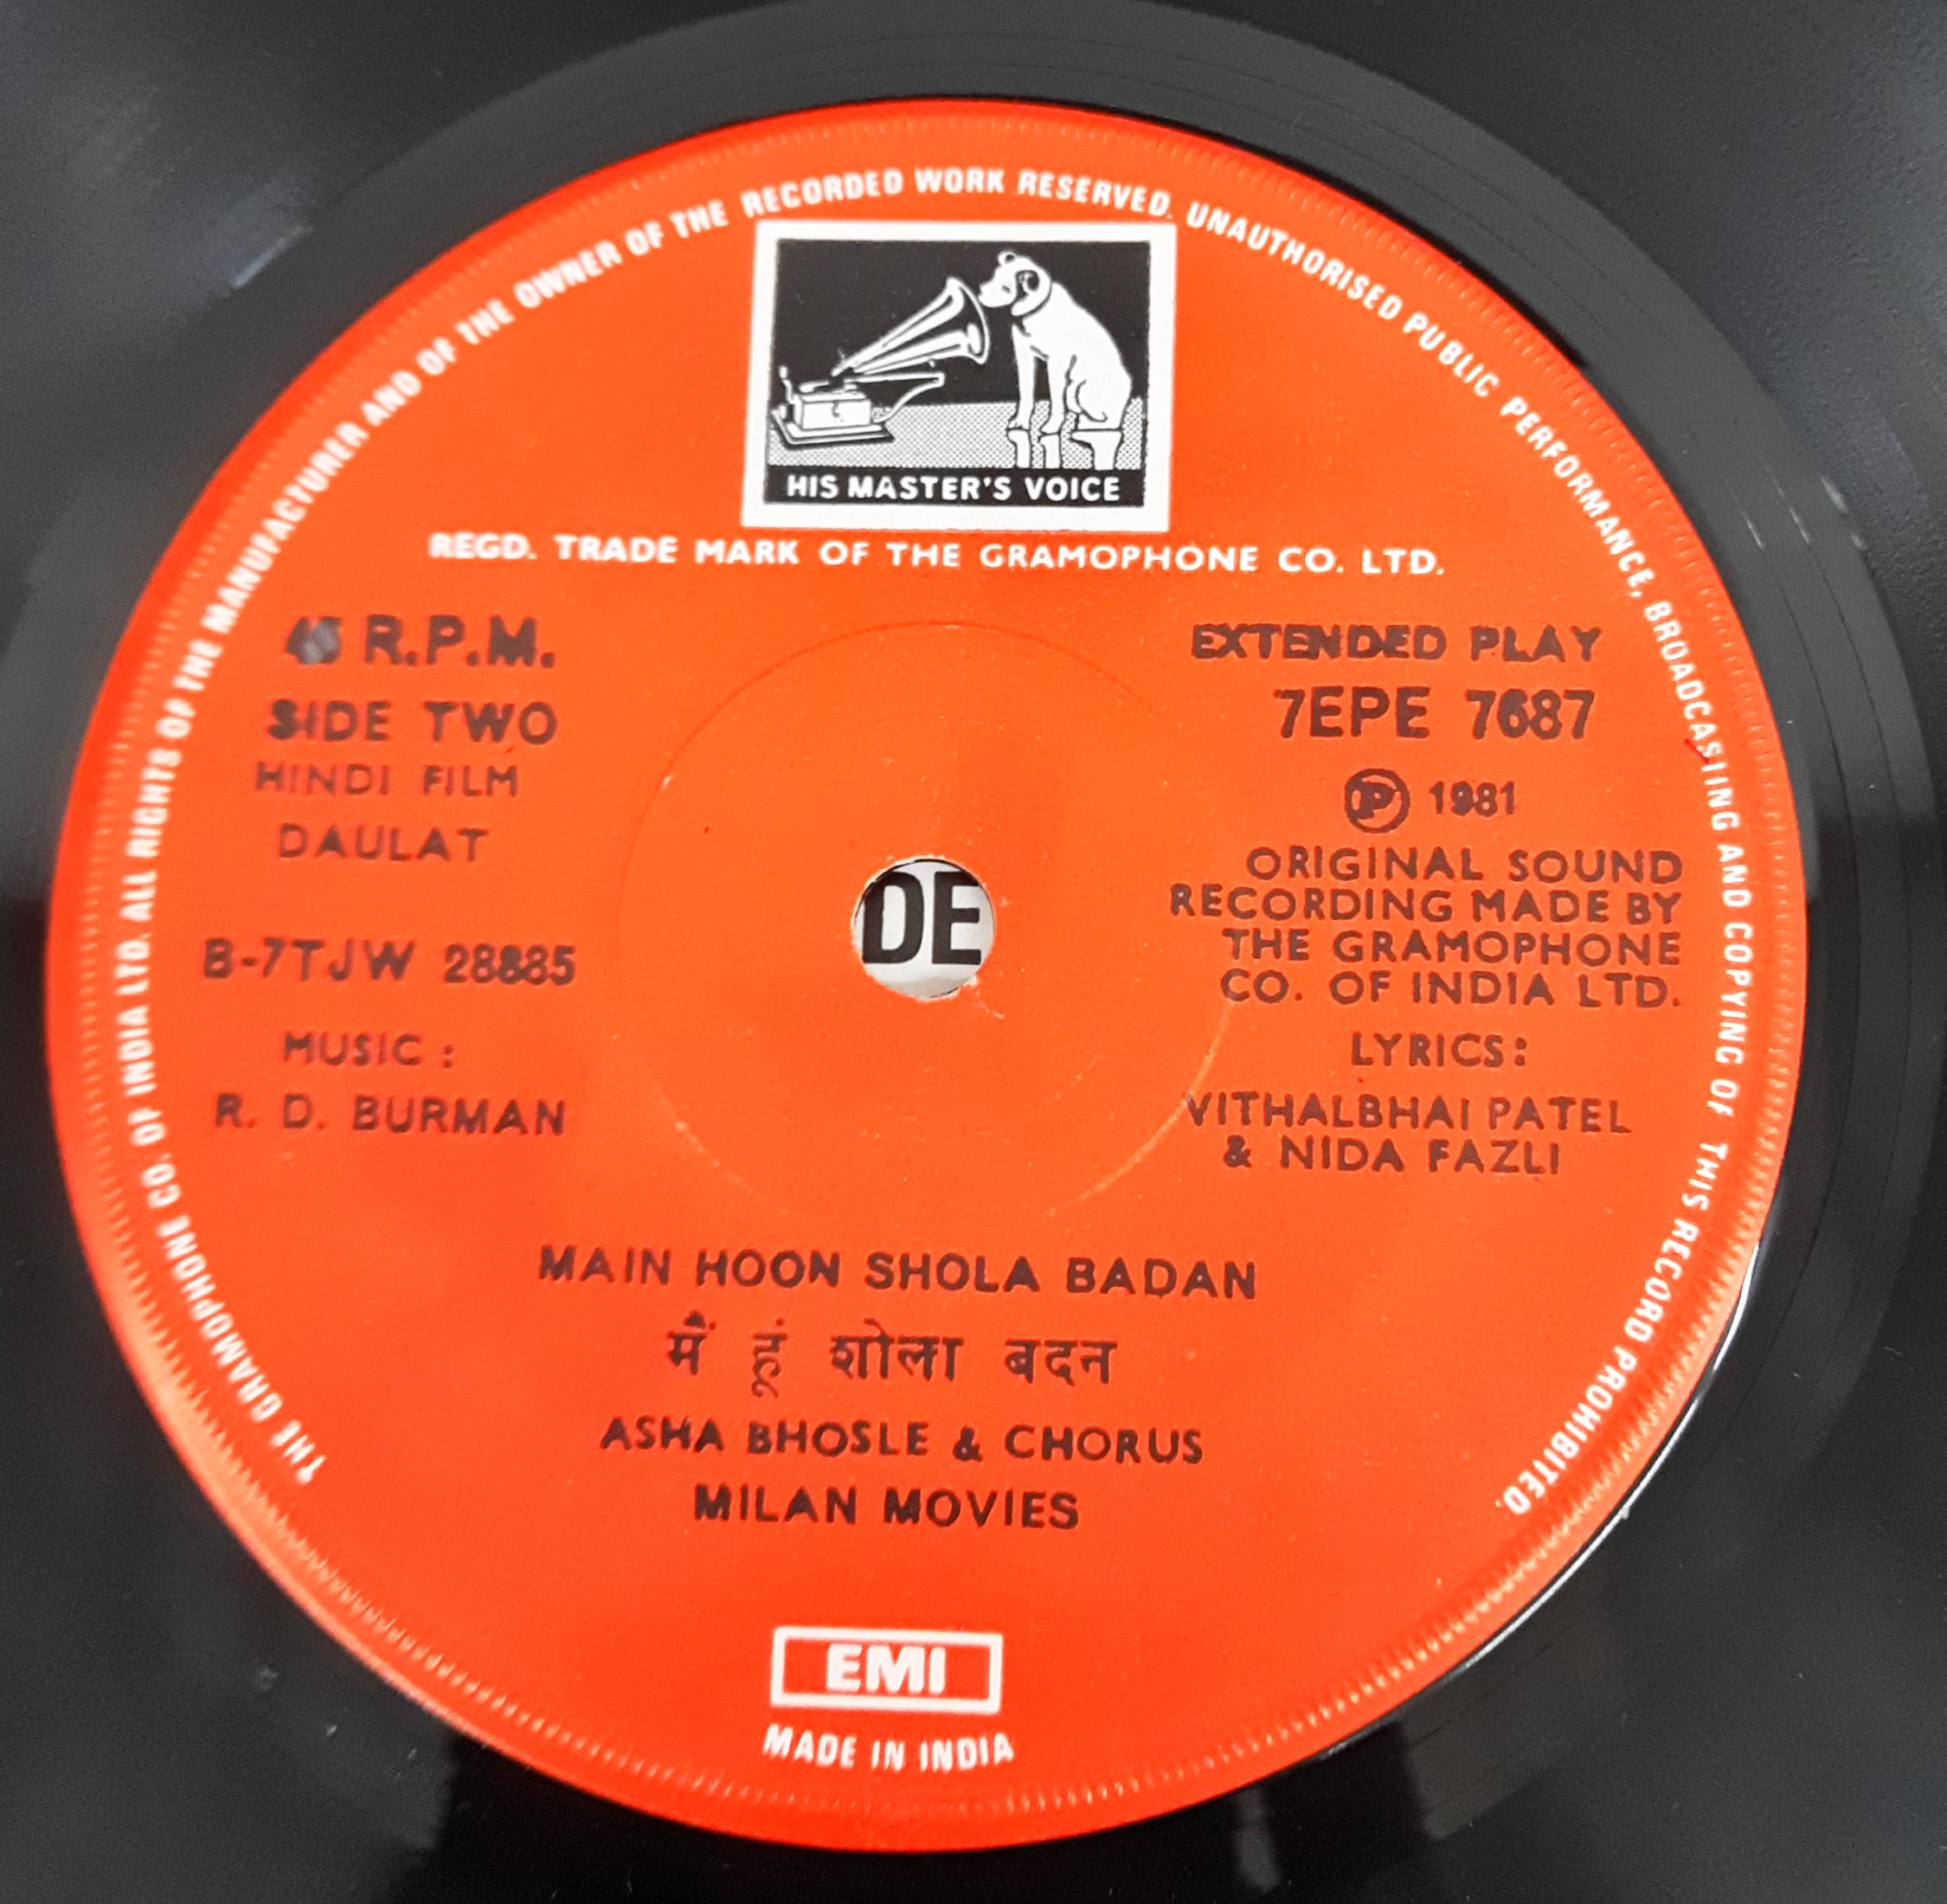 THE GRAMOPHONE CO. OF INDIA LTD. ALL RIGHTS OF THE MANUFACTURER AND OF THE OWNER OF THE RECORDED WORK RESERVED. UNAUTHORISED PUBLIC PERFORMANCE, BROADCASTING AND COPYING OF THIS RECORD PROHIBITED.
HIS MASTER'S VOICE
REGD. TRADE MARK OF THE GRAMOPHONE CO. LTD.
45 R.P.M.
SIDE TWO
HINDI FILM
DAULAT
B-7TJW 28885
MUSIC :
R. D. BURMAN
EXTENDED PLAY
7EPE 7687
℗ 1981
ORIGINAL SOUND
RECORDING MADE BY
THE GRAMOPHONE
CO. OF INDIA LTD.
LYRICS:
VITHALBHAI PATEL
& NIDA FAZLI
DE
MAIN HOON SHOLA BADAN
मैं हूं शोला बदन
ASHA BHOSLE & CHORUS
MILAN MOVIES
EMI
MADE IN INDIA